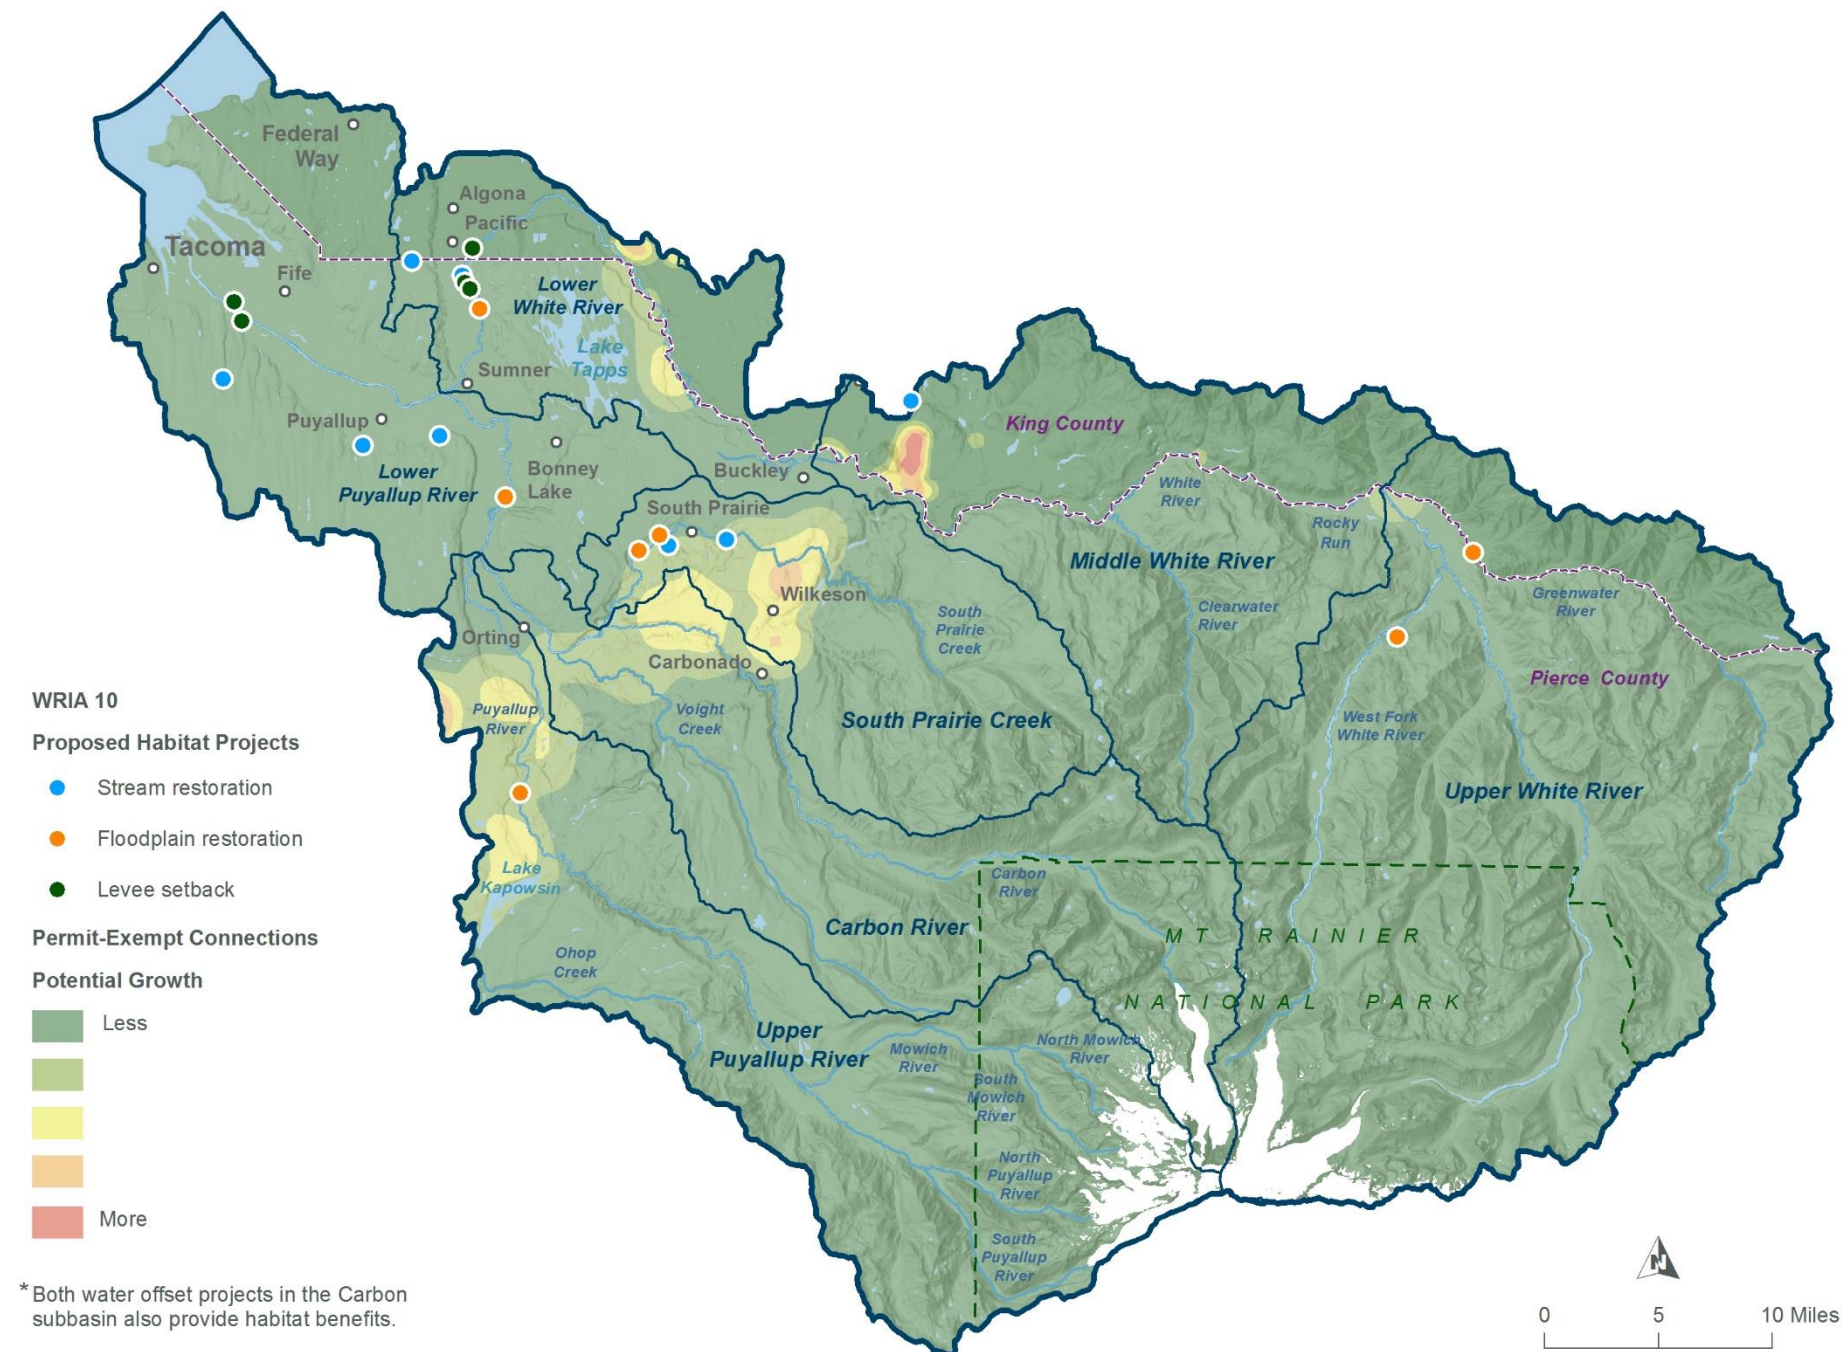 Federal
Way
Algona
Pacific
Tacoma
Fife
Lower
White River
Lake
Tapps
Sumner
Puyallup
Lower
Puyallup River
Bonney
Lake
Buckley
King County
South Prairie
White
River
Rocky
Run
Middle White River
Wilkeson
South
Prairie
Creek
Clearwater
River
Greenwater
River
Orting
Carbonado
Pierce County
Puyallup
River
Voight
Creek
South Prairie Creek
West Fork
White River
Upper White River
Lake
Kapowsin
Carbon
River
Carbon River
MT RAINIER
NATIONAL PARK
Ohop
Creek
Upper
Puyallup River
Mowich
River
North Mowich
River
South
Mowich
River
North
Puyallup
River
South
Puyallup
River
WRIA 10
Proposed Habitat Projects
Stream restoration
Floodplain restoration
Levee setback
Permit-Exempt Connections
Potential Growth
Less
More
* Both water offset projects in the Carbon
subbasin also provide habitat benefits.
N
0 5 10 Miles